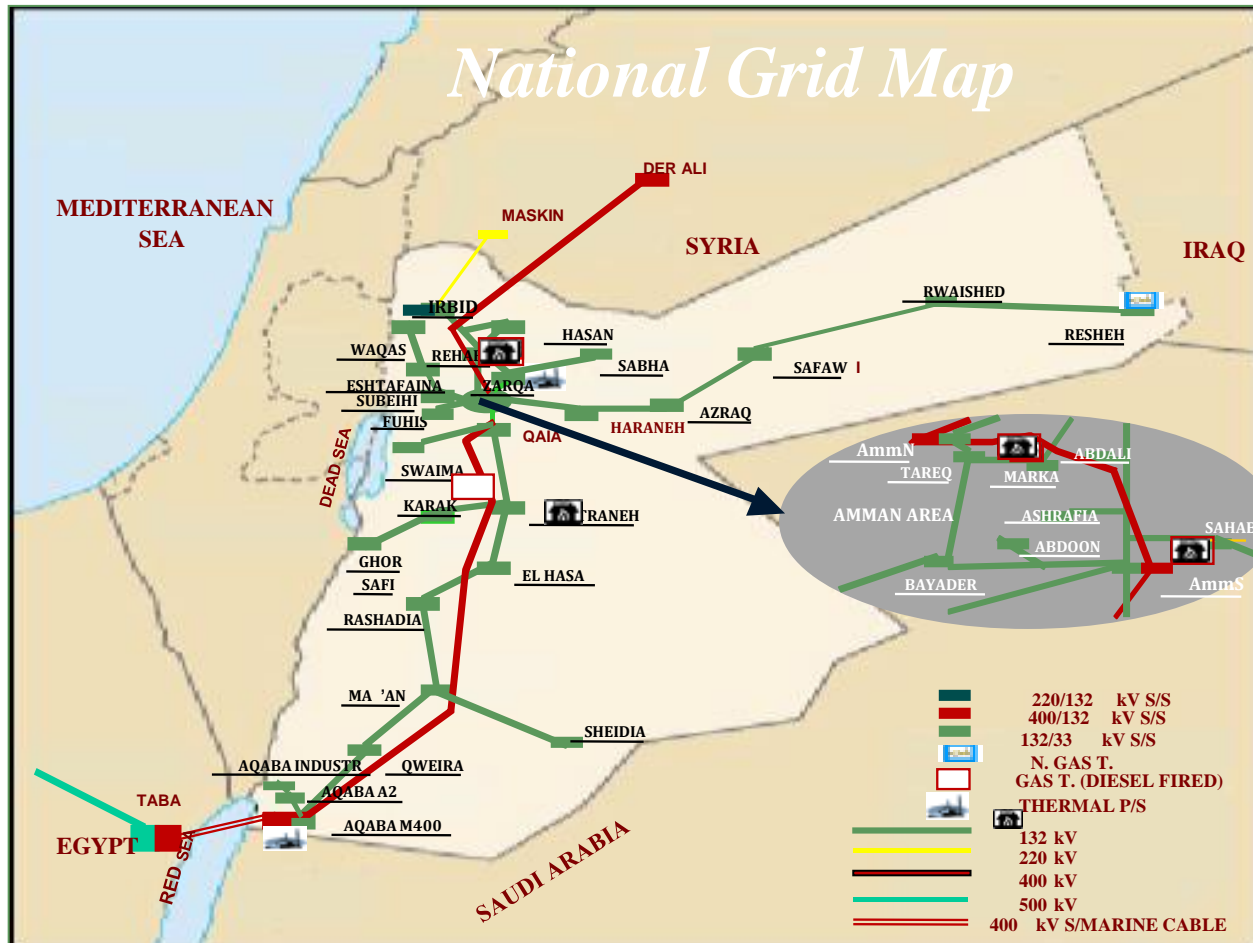 National Grid Map
DER ALI
MEDITERRANEAN
SEA
MASKIN
SYRIA
IRAQ
RWAISHED
IRBID
RESHEH
HASAN
WAQAS
SABHA
SAFAW I
ESHTAFAINA
ZARQA
SUBEIHI
AZRAQ
FUHIS
QAIA
HARANEH
DEAD SEA
SWAIMA
KARAK
GHOR
SAFI
EL HASA
RASHADIA
MA 'AN
SHEIDIA
AQABA INDUSTR
QWEIRA
AQABA A2
AQABA M400
TABA
EGYPT
RED SEA
SAUDI ARABIA
AmmN
ABDALI
TAREQ
MARKA
AMMAN AREA
ASHRAFIA
SAHAB
ABDOON
BAYADER
AmmS
220/132 kV S/S
400/132 kV S/S
132/33 kV S/S
N. GAS T.
GAS T. (DIESEL FIRED)
THERMAL P/S
132 kV
220 kV
400 kV
500 kV
400 kV S/MARINE CABLE